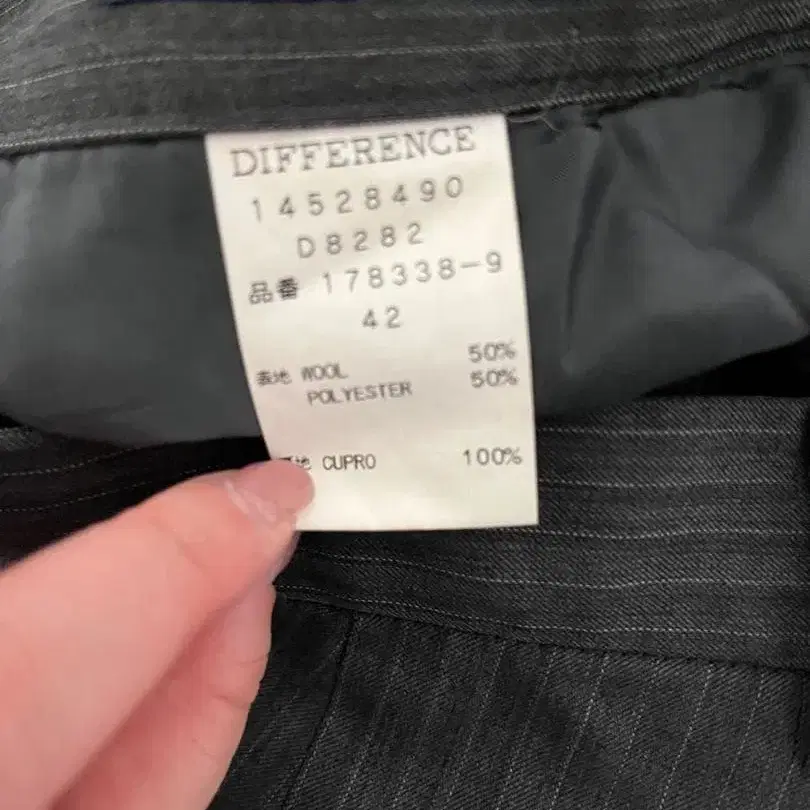 DIFFERENCE
14528490
D8282
品番 178338-9
42
表地 WOOL 50%
POLYESTER 50%
地 CUPRO 100%